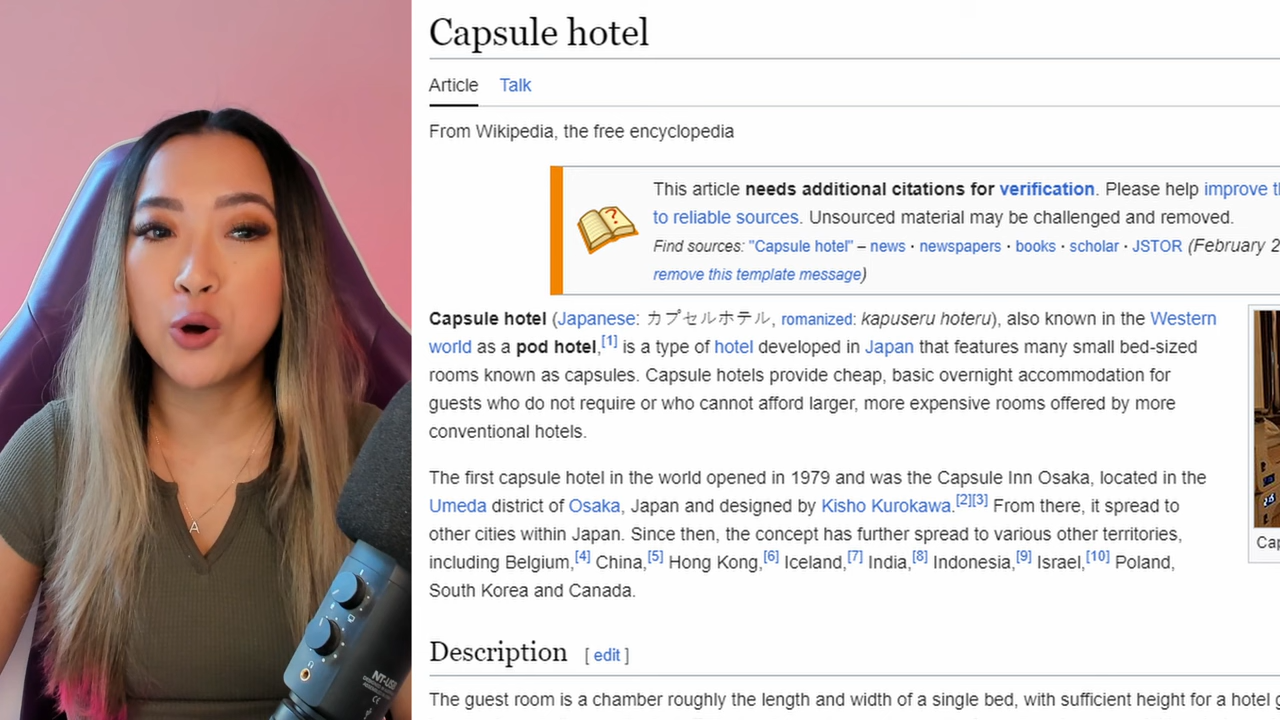 Capsule hotel
Article Talk
From Wikipedia, the free encyclopedia
This article needs additional citations for verification. Please help improve
to reliable sources. Unsourced material may be challenged and removed.
Find sources: "Capsule hotel" – news · newspapers · books · scholar · JSTOR (February
remove this template message)
Capsule hotel (Japanese: カプセルホテル, romanized: kapuseru hoteru), also known in the Western
world as a pod hotel,[1] is a type of hotel developed in Japan that features many small bed-sized
rooms known as capsules. Capsule hotels provide cheap, basic overnight accommodation for
guests who do not require or who cannot afford larger, more expensive rooms offered by more
conventional hotels.
The first capsule hotel in the world opened in 1979 and was the Capsule Inn Osaka, located in the
Umeda district of Osaka, Japan and designed by Kisho Kurokawa.[2][3] From there, it spread to
other cities within Japan. Since then, the concept has further spread to various other territories,
including Belgium,[4] China,[5] Hong Kong,[6] Iceland,[7] India,[8] Indonesia,[9] Israel,[10] Poland,
South Korea and Canada.
Description [ edit ]
The guest room is a chamber roughly the length and width of a single bed, with sufficient height for a hotel
A